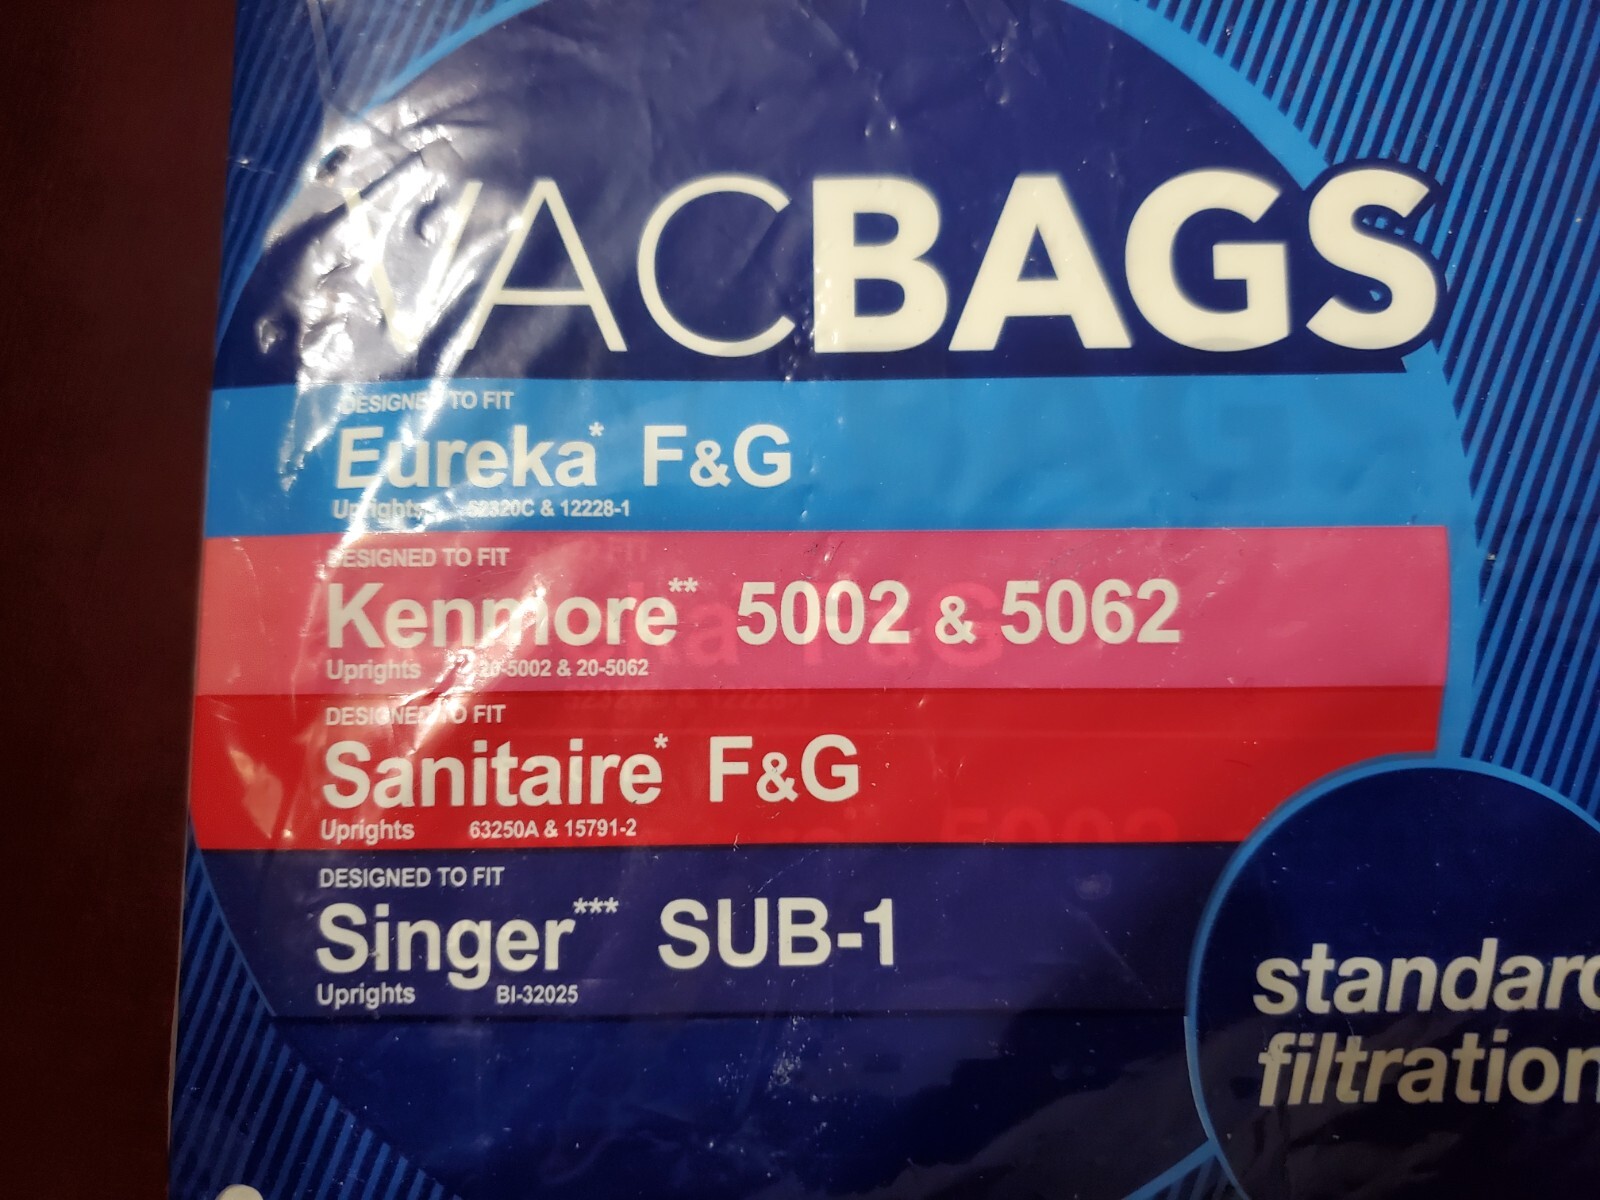 VACBAGS
DESIGNED TO FIT
Eureka* F&G
Uprights 62320C & 12228-1
DESIGNED TO FIT
Kenmore** 5002 & 5062
Uprights 20-5002 & 20-5062
DESIGNED TO FIT
Sanitaire* F&G
Uprights 63250A & 15791-2
DESIGNED TO FIT
Singer*** SUB-1
Uprights BI-32025
standard
filtration